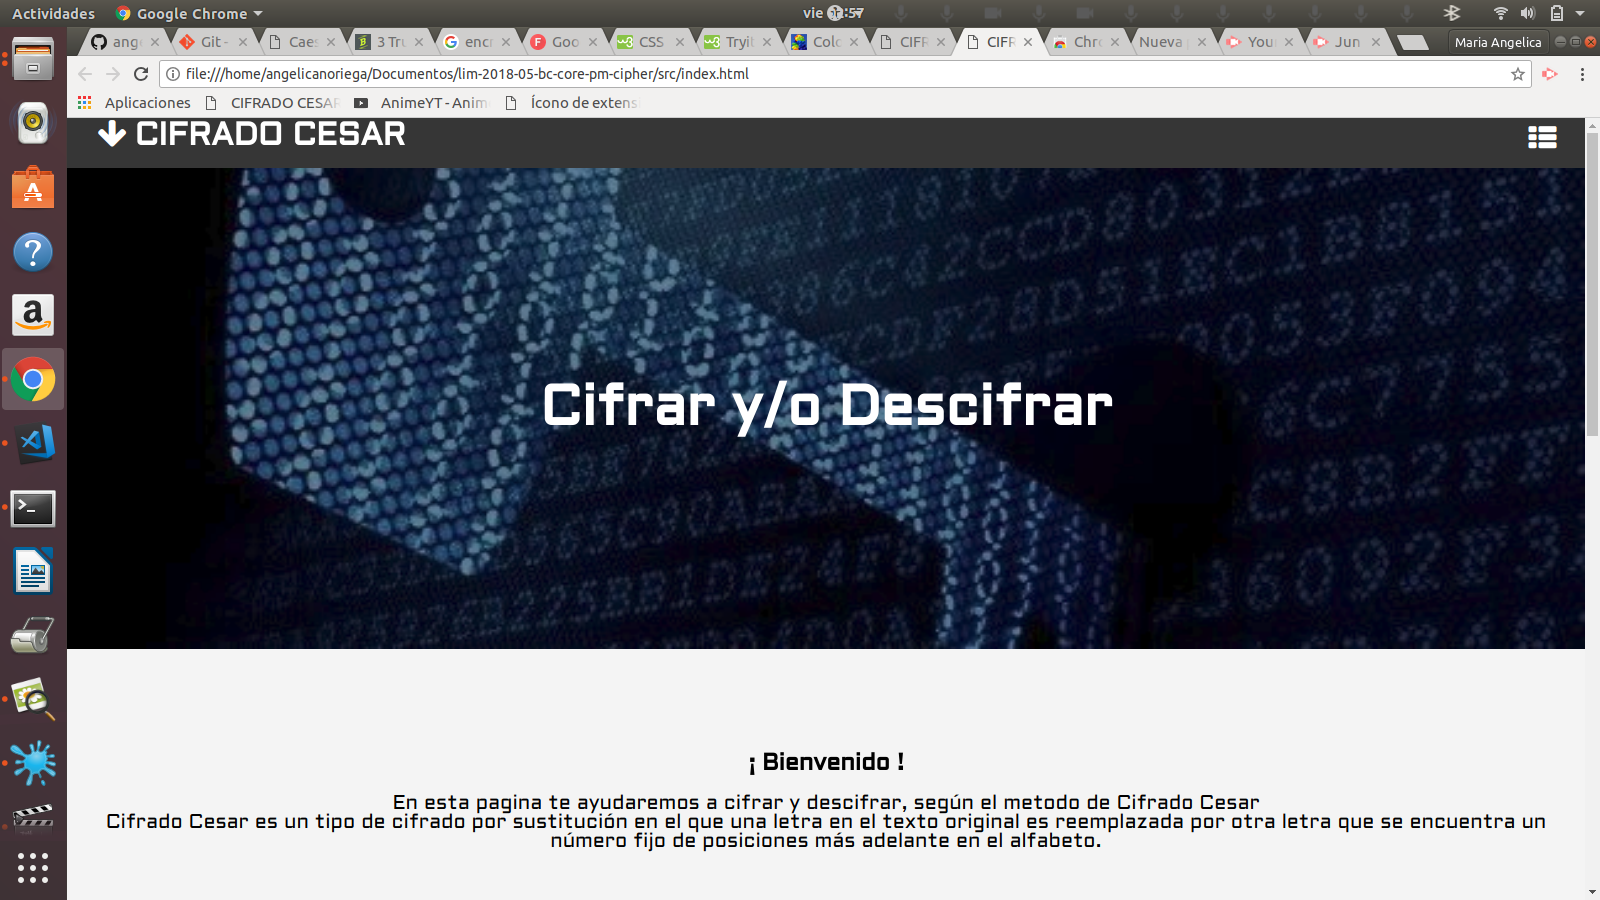 Actividades
Google Chrome
vie
:57
ang
Git -
Caes
3 Tru
encr
Goo
CSS
Tryit
Colo
CIFR
CIFR
Chr
Nueva
You
Jun
Maria Angelica
file:///home/angelicanoriega/Documentos/lim-2018-05-bc-core-pm-cipher/src/index.html
Aplicaciones
CIFRADO CESAR
AnimeYT - Anim
Ícono de extens
CIFRADO CESAR
Cifrar y/o Descifrar
¡ Bienvenido !
En esta pagina te ayudaremos a cifrar y descifrar, según el metodo de Cifrado Cesar
Cifrado Cesar es un tipo de cifrado por sustitución en el que una letra en el texto original es reemplazada por otra letra que se encuentra un
número fijo de posiciones más adelante en el alfabeto.